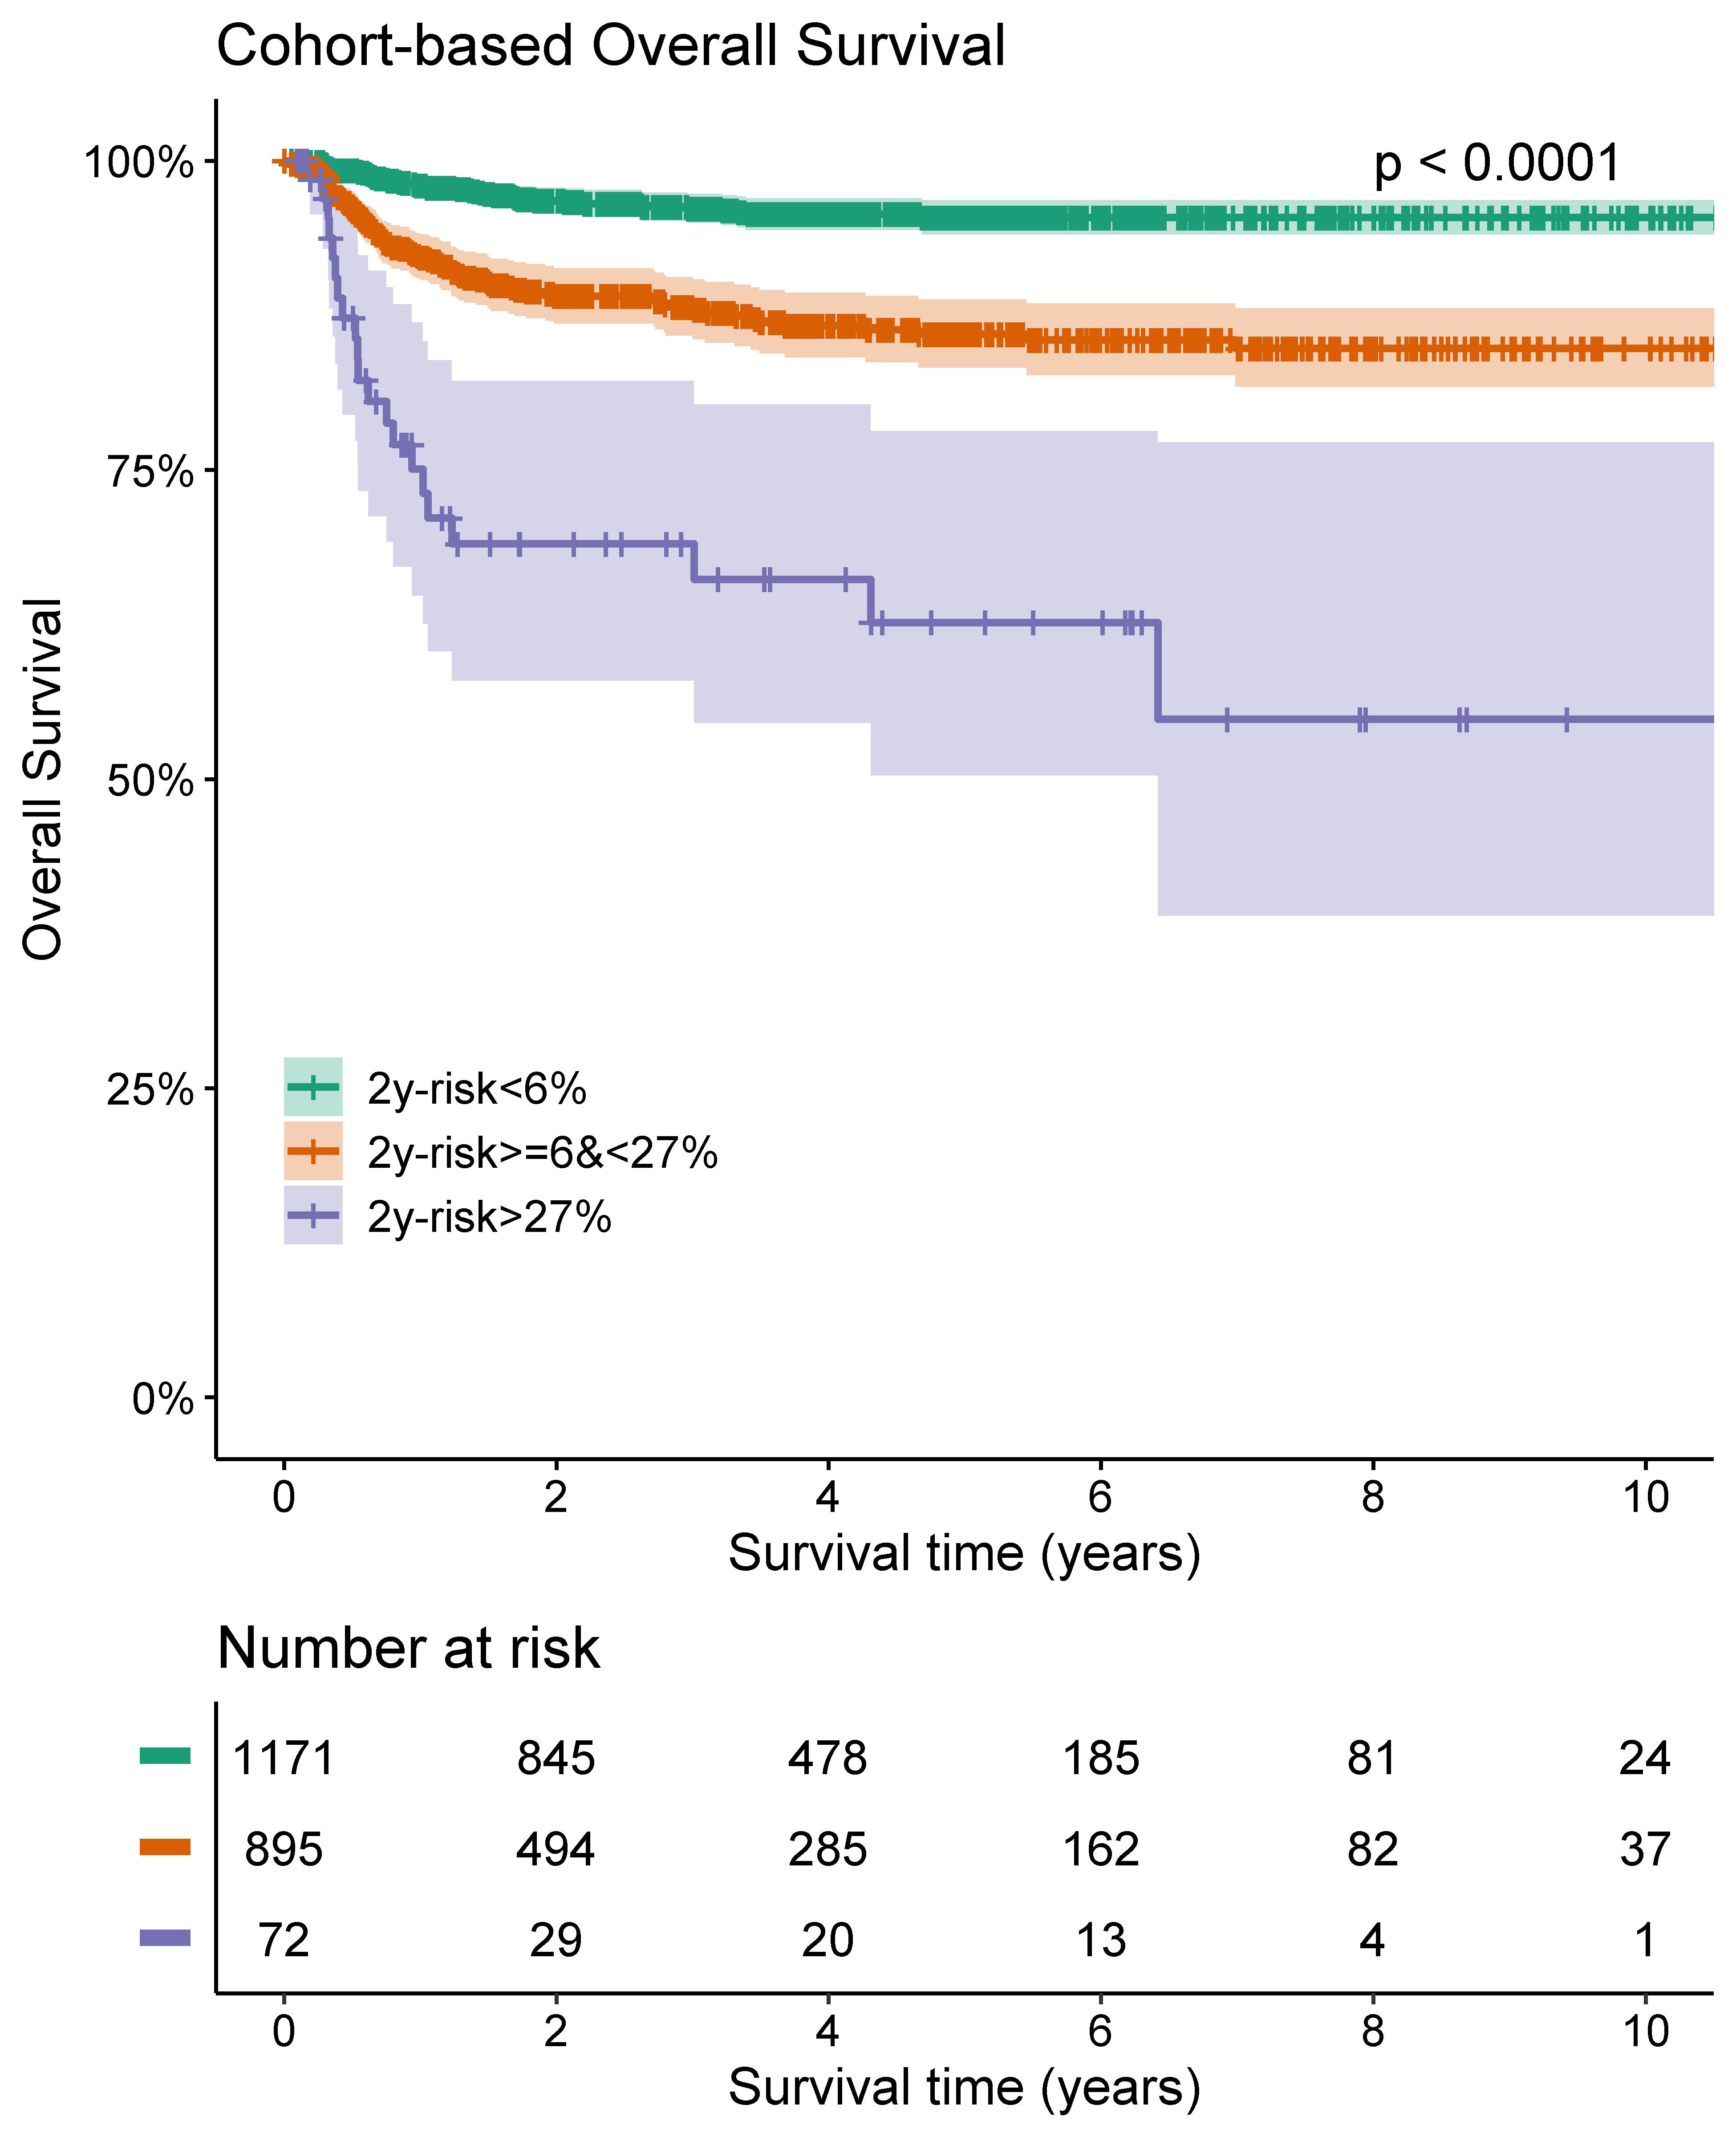 Cohort-based Overall Survival
p < 0.0001
100%
75%
50%
25%
0%
Overall Survival
2y-risk<6%
2y-risk>=6&<27%
2y-risk>27%
0 2 4 6 8 10
Survival time (years)
Number at risk
1171 845 478 185 81 24
895 494 285 162 82 37
72 29 20 13 4 1
0 2 4 6 8 10
Survival time (years)